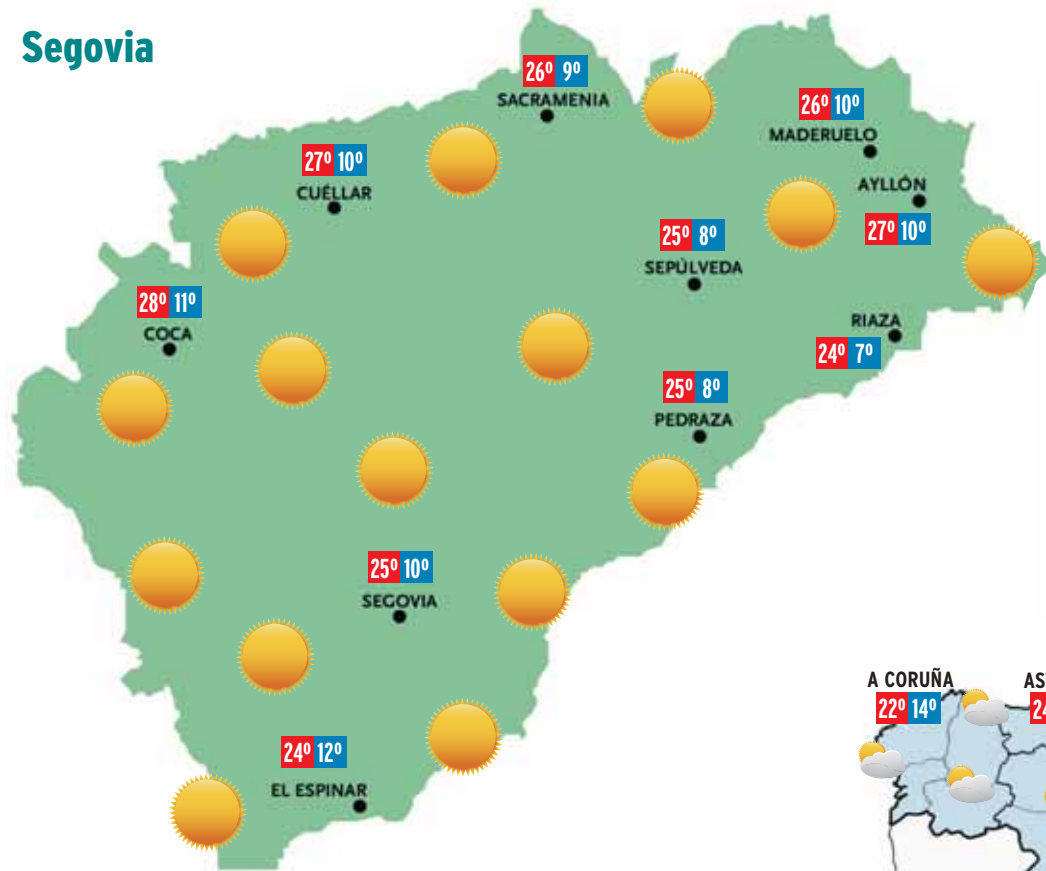 Segovia
26º 9º
SACRAMENIA
26º 10º
MADERUELO
27º 10º
CUÉLLAR
AYLLÓN
27º 10º
25º 8º
SEPÚLVEDA
28º 11º
COCA
RIAZA
24º 7º
25º 8º
PEDRAZA
25º 10º
SEGOVIA
A CORUÑA
22º 14º
AS
24
24º 12º
EL ESPINAR